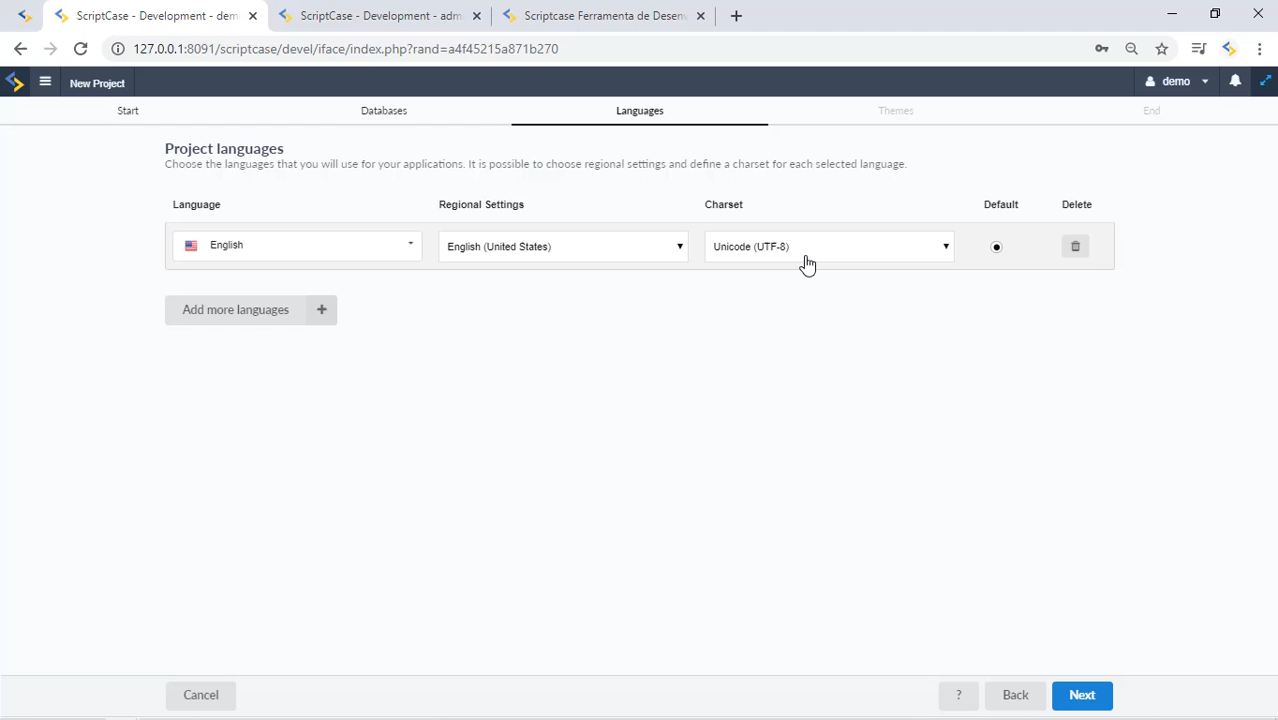 ScriptCase - Development - dem
ScriptCase - Development - adm
Scriptcase Ferramenta de Desenv
127.0.0.1:8091/scriptcase/devel/iface/index.php?rand=a4f45215a871b270
New Project
demo
Start
Databases
Languages
Themes
End
Project languages
Choose the languages that you will use for your applications. It is possible to choose regional settings and define a charset for each selected language.
Language
Regional Settings
Charset
Default
Delete
English
English (United States)
Unicode (UTF-8)
Add more languages +
Cancel
?
Back
Next